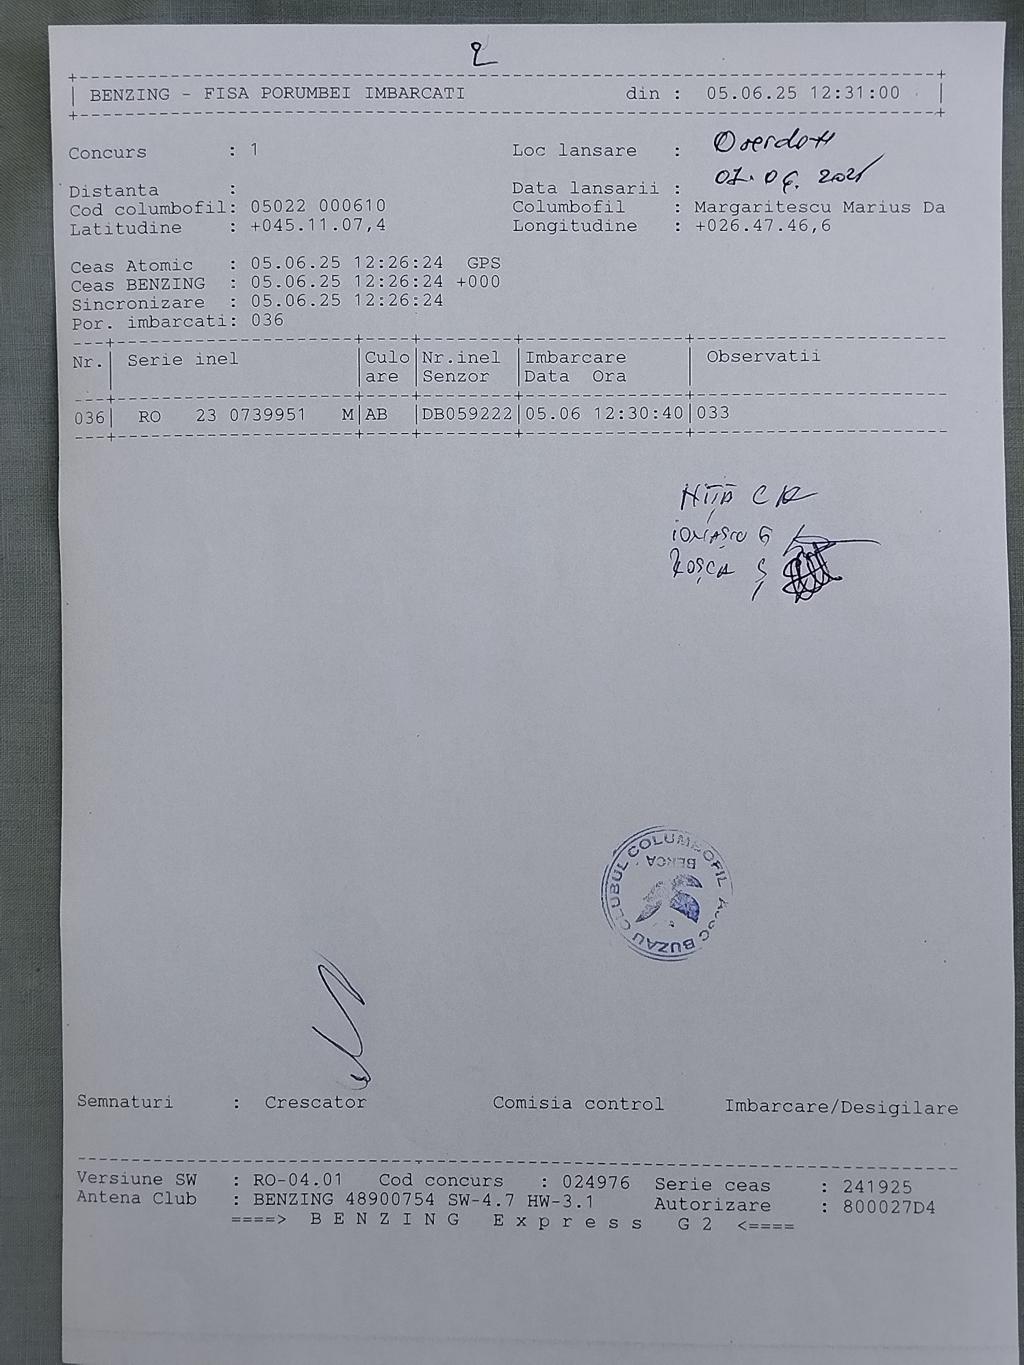 2
BENZING - FISA PORUMBEI IMBARCATI din : 05.06.25 12:31:00
Concurs : 1 Loc lansare :
Distanta : Data lansarii :
Cod columbofil: 05022 000610 Columbofil : Margaritescu Marius Da
Latitudine : +045.11.07,4 Longitudine : +026.47.46,6
Ceas Atomic : 05.06.25 12:26:24 GPS
Ceas BENZING : 05.06.25 12:26:24 +000
Sincronizare : 05.06.25 12:26:24
Por. imbarcati: 036
Nr. Serie inel Culo Nr.inel Imbarcare Observatii
are Senzor Data Ora
036 RO 23 0739951 M AB DB059222 05.06 12:30:40 033
CLUBUL COLUMBOFIL BUZAU
BERCA
Semnaturi : Crescator Comisia control Imbarcare/Desigilare
Versiune SW : RO-04.01 Cod concurs : 024976 Serie ceas : 241925
Antena Club : BENZING 48900754 SW-4.7 HW-3.1 Autorizare : 800027D4
====> B E N Z I N G E x p r e s s G 2 <====